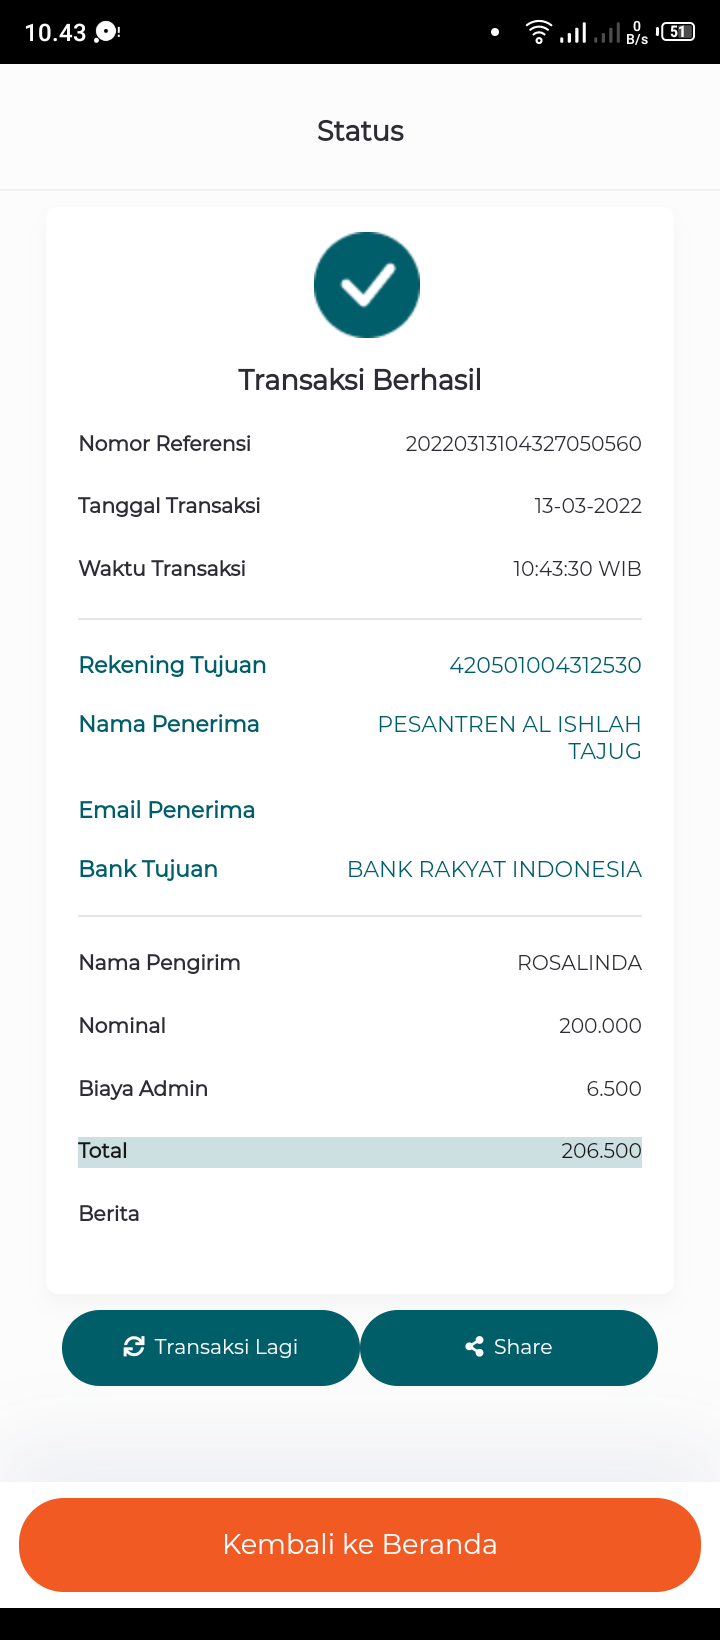 10.43
0
B/s
51
Status
Transaksi Berhasil
Nomor Referensi 20220313104327050560
Tanggal Transaksi 13-03-2022
Waktu Transaksi 10:43:30 WIB
Rekening Tujuan 420501004312530
Nama Penerima PESANTREN AL ISHLAH
TAJUG
Email Penerima
Bank Tujuan BANK RAKYAT INDONESIA
Nama Pengirim ROSALINDA
Nominal 200.000
Biaya Admin 6.500
Total 206.500
Berita
Transaksi Lagi Share
Kembali ke Beranda